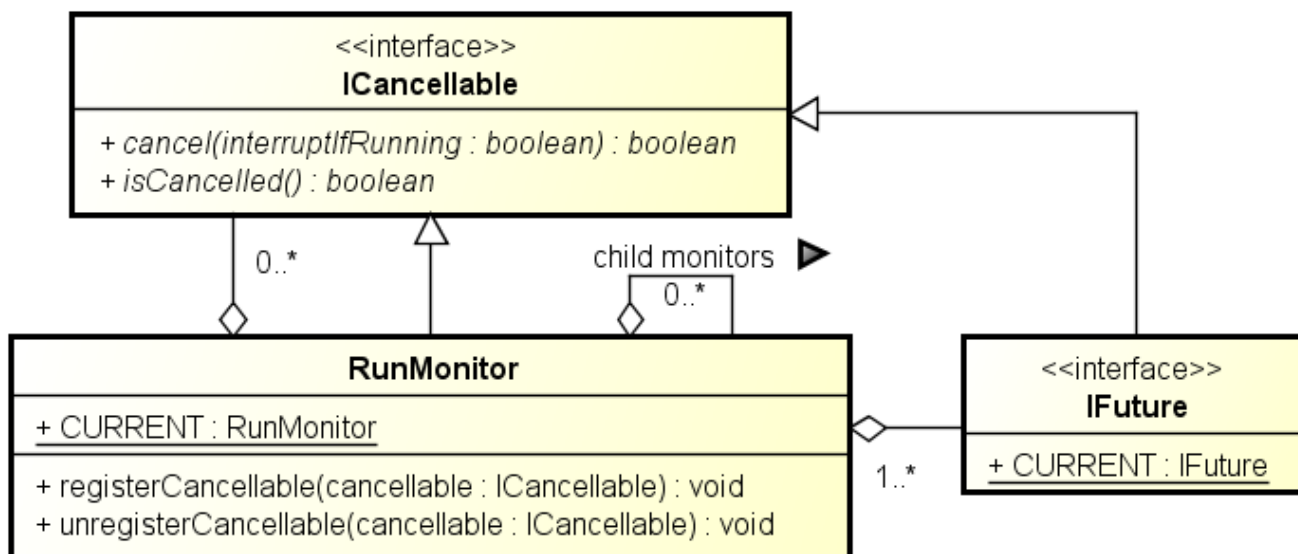 <<interface>>
ICancellable
+ cancel(interruptIfRunning : boolean) : boolean
+ isCancelled() : boolean
0..*
child monitors
0..*
RunMonitor
+ CURRENT : RunMonitor
+ registerCancellable(cancellable : ICancellable) : void
+ unregisterCancellable(cancellable : ICancellable) : void
1..*
<<interface>>
IFuture
+ CURRENT : IFuture